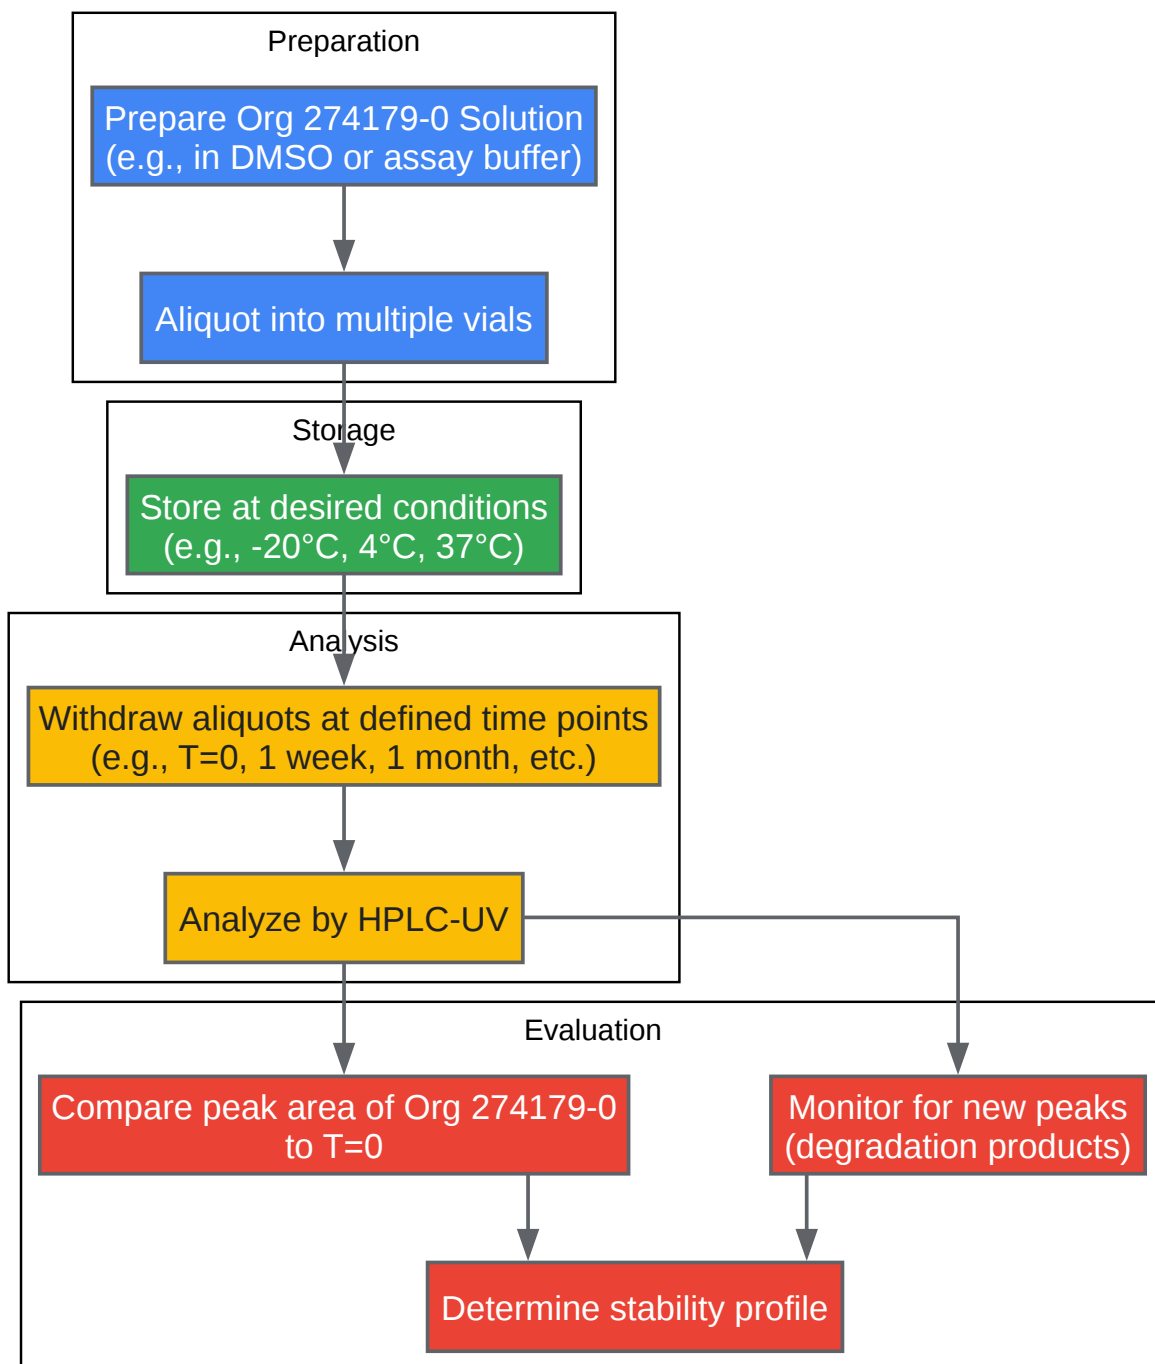 Preparation
Prepare Org 274179-0 Solution
(e.g., in DMSO or assay buffer)
Aliquot into multiple vials
Storage
Store at desired conditions
(e.g., -20°C, 4°C, 37°C)
Analysis
Withdraw aliquots at defined time points
(e.g., T=0, 1 week, 1 month, etc.)
Analyze by HPLC-UV
Evaluation
Compare peak area of Org 274179-0
to T=0
Monitor for new peaks
(degradation products)
Determine stability profile